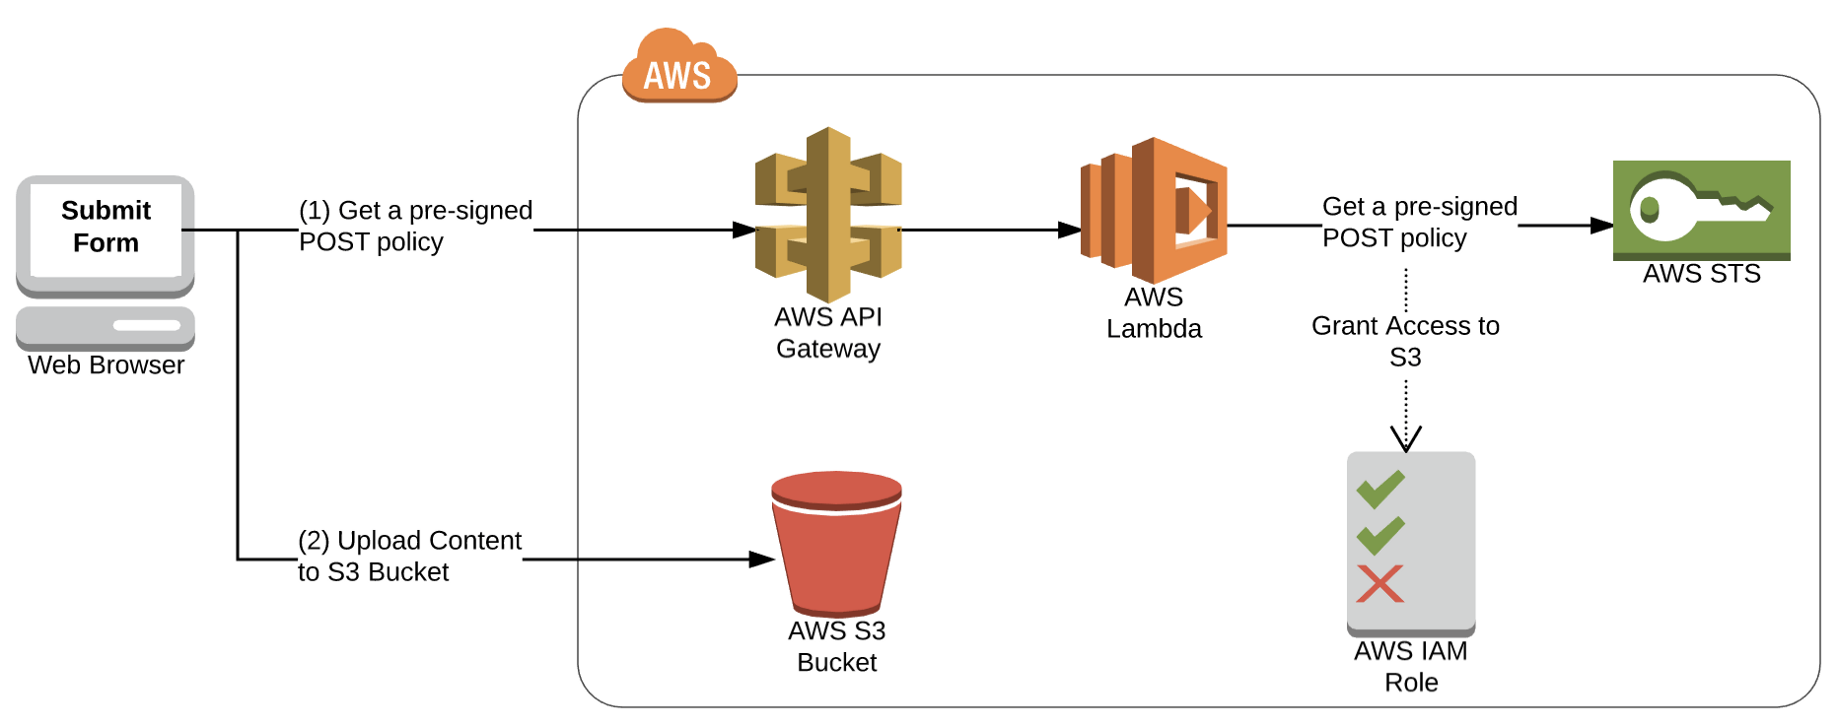 AWS
Submit
Form
Web Browser
(1) Get a pre-signed
POST policy
AWS API
Gateway
AWS
Lambda
Get a pre-signed
POST policy
AWS STS
Grant Access to
S3
(2) Upload Content
to S3 Bucket
AWS S3
Bucket
AWS IAM
Role